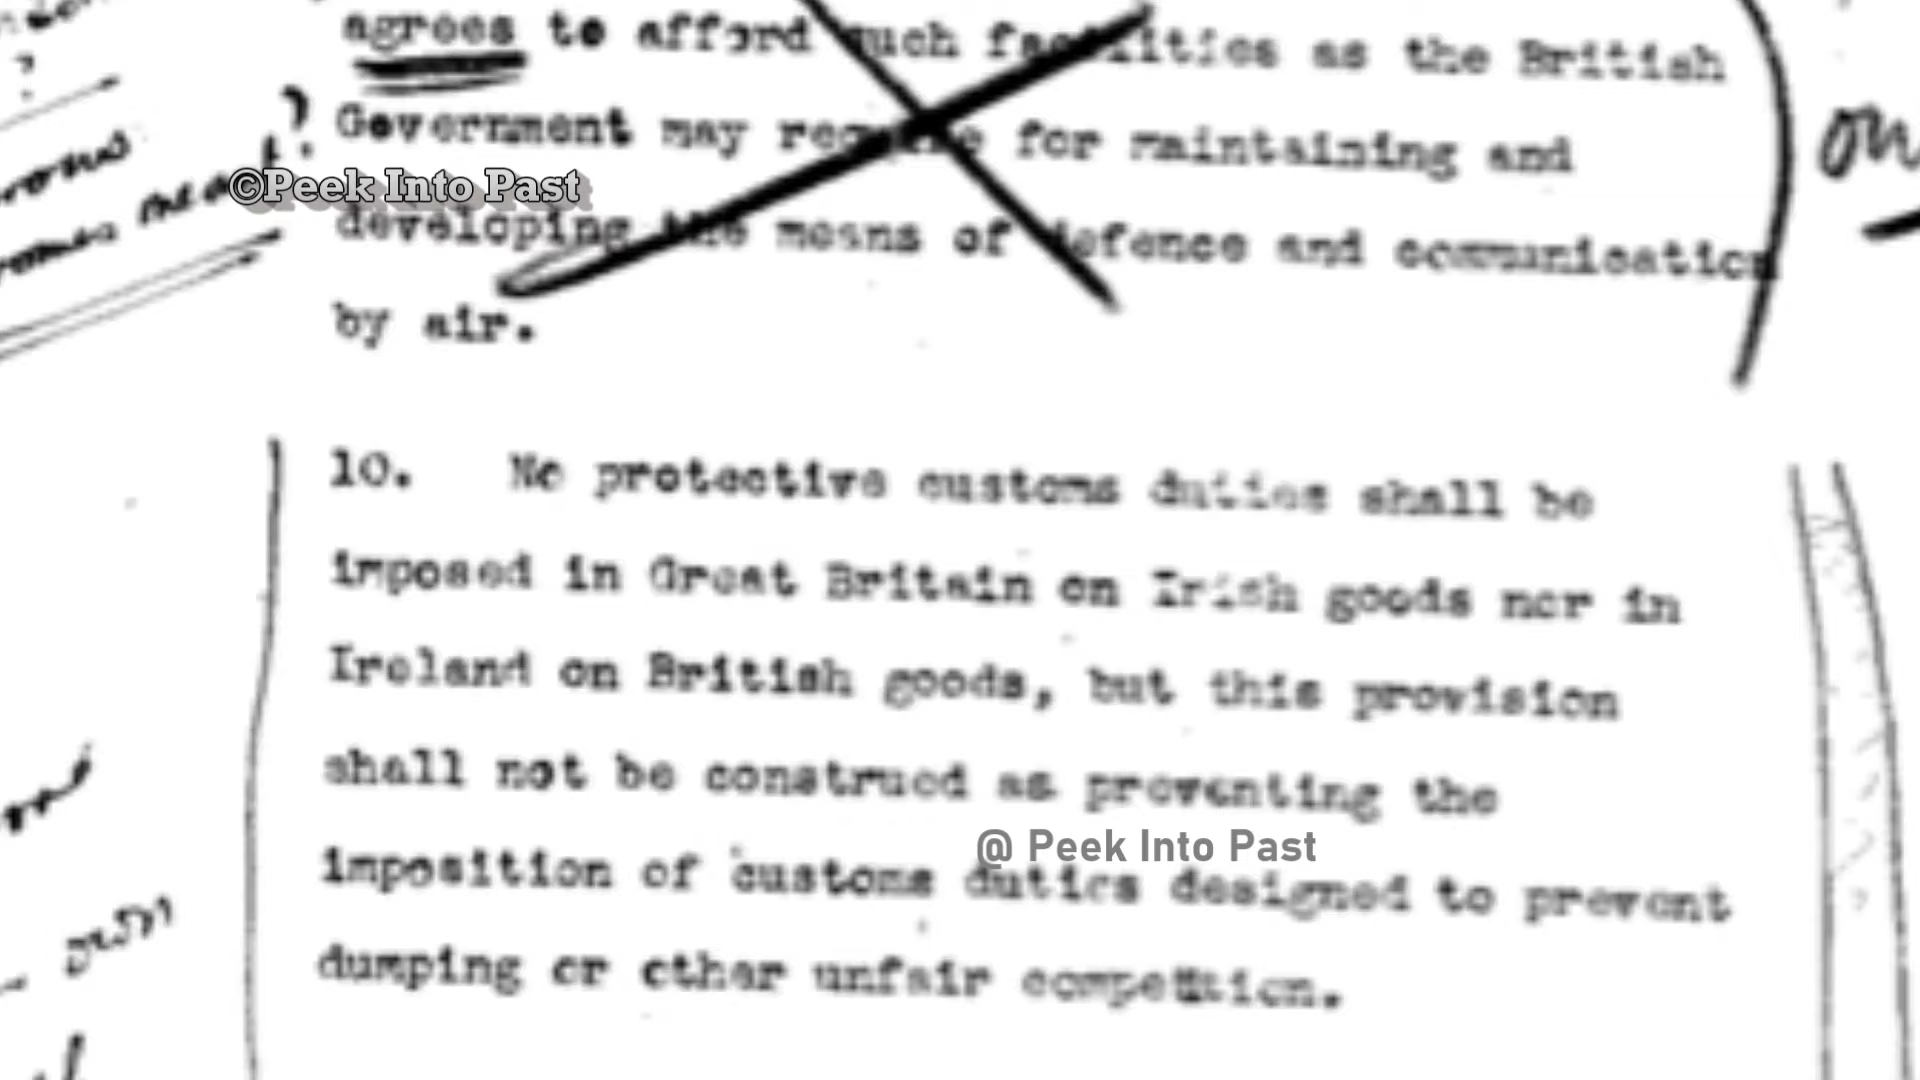 agrees to afford such facilities as the British
Government may require for maintaining and
developing the means of defence and communication
by air.
?
meant?
on
©Peek Into Past
10. No protective customs duties shall be
imposed in Great Britain on Irish goods nor in
Ireland on British goods, but this provision
shall not be construed as preventing the
imposition of customs duties designed to prevent
dumping or other unfair competition.
@ Peek Into Past